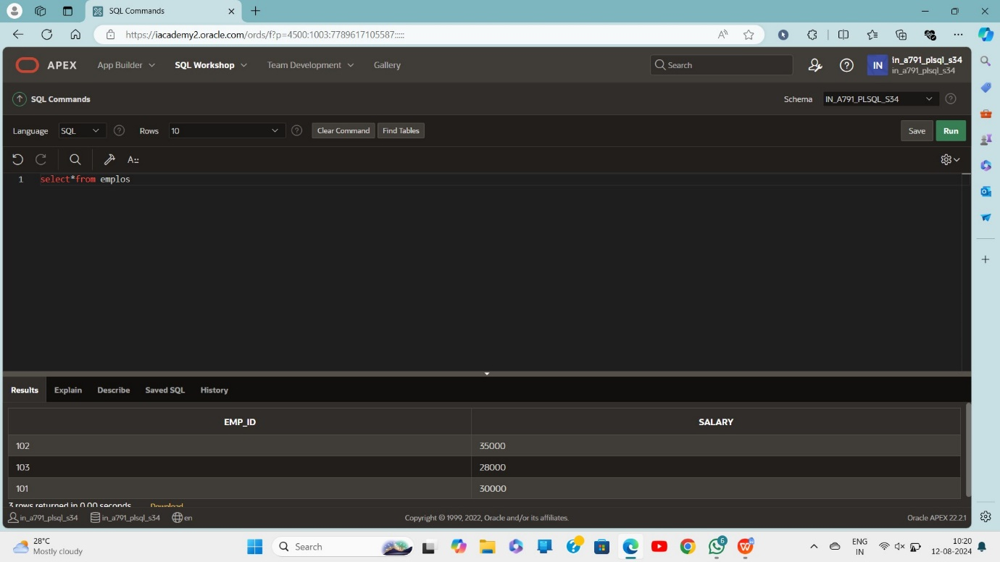 SQL Commands
https://iacademy2.oracle.com/ords/f?p=4500:1003:7789617105587:::::
APEX App Builder SQL Workshop Team Development Gallery Search IN in_a791_plsql_s34
in_a791_plsql_s34
SQL Commands Schema IN_A791_PLSQL_S34
Language SQL Rows 10 Clear Command Find Tables Save Run
A::
1 select*from emplos
Results Explain Describe Saved SQL History
EMP_ID SALARY
102 35000
103 28000
101 30000
3 rows returned in 0.00 seconds Download
in_a791_plsql_s34 in_a791_plsql_s34 en Copyright © 1999, 2022, Oracle and/or its affiliates. Oracle APEX 22.2.1
28°C
Mostly cloudy
Search
6
ENG
IN
10:20
12-08-2024